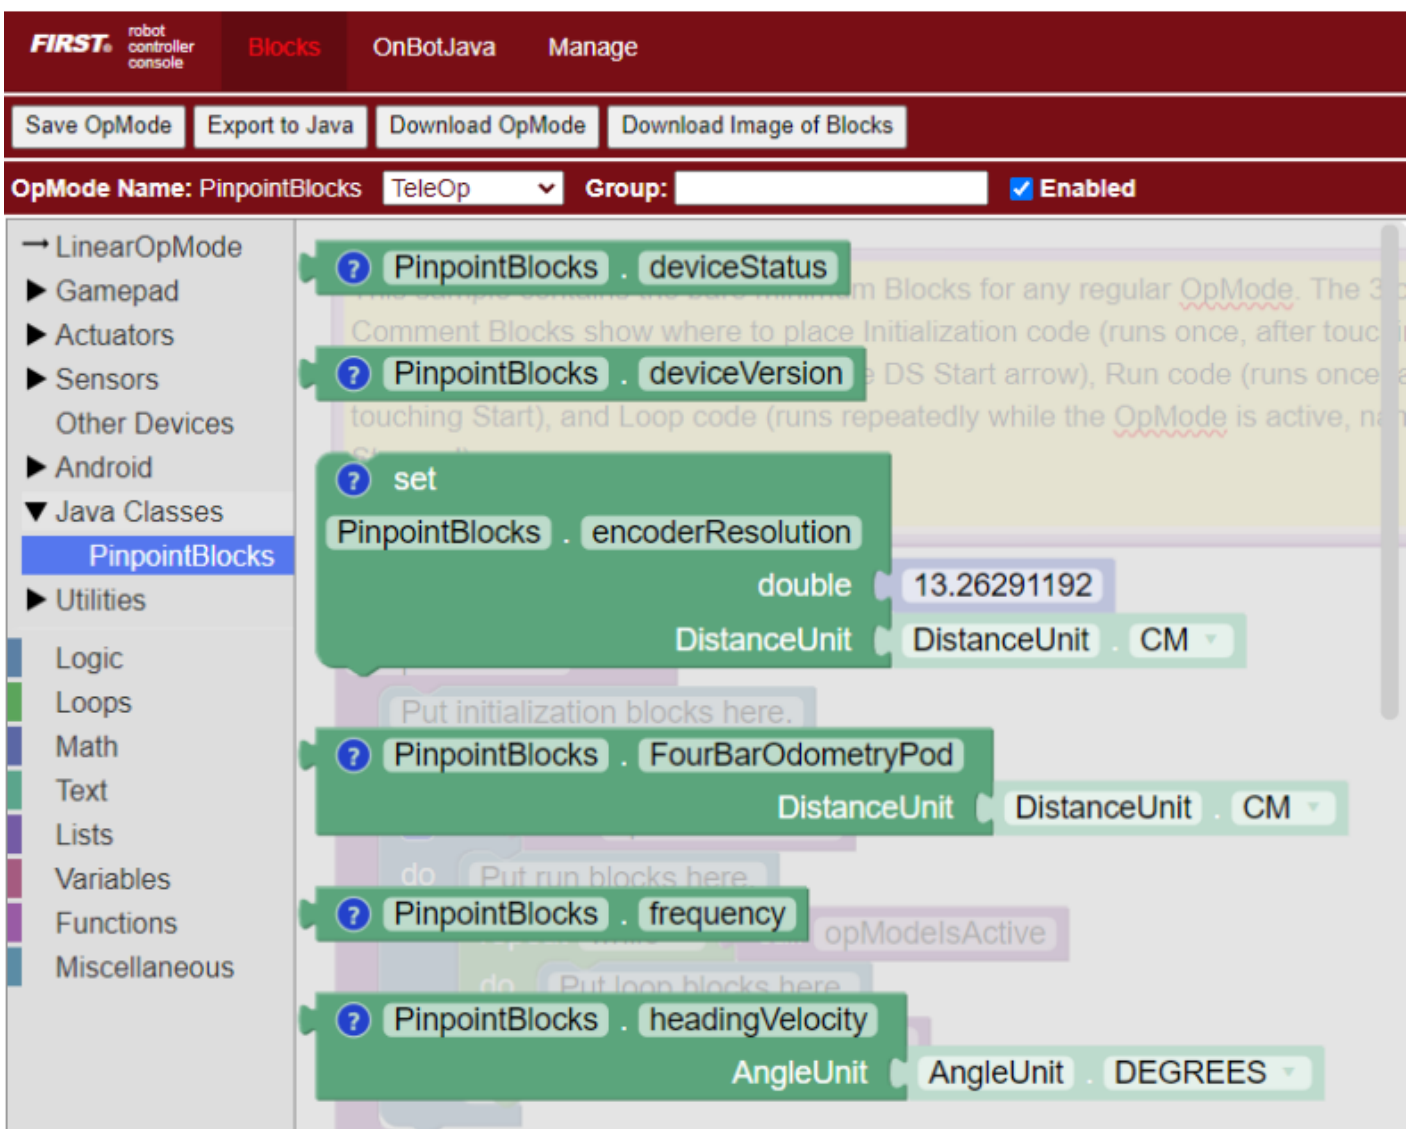 FIRST® robot controller console Blocks OnBotJava Manage
Save OpMode Export to Java Download OpMode Download Image of Blocks
OpMode Name: PinpointBlocks TeleOp Group: Enabled
LinearOpMode
Gamepad
Actuators
Sensors
Other Devices
Android
Java Classes
PinpointBlocks
Utilities
Logic
Loops
Math
Text
Lists
Variables
Functions
Miscellaneous
? PinpointBlocks . deviceStatus
m Blocks for any regular OpMode. The 3
Comment Blocks show where to place Initialization code (runs once, after
? PinpointBlocks . deviceVersion
DS Start arrow), Run code (runs once
touching Start), and Loop code (runs repeatedly while the OpMode is active,
? set
PinpointBlocks . encoderResolution
double 13.26291192
DistanceUnit DistanceUnit . CM
Put initialization blocks here.
? PinpointBlocks . FourBarOdometryPod
DistanceUnit DistanceUnit . CM
do Put run blocks here.
? PinpointBlocks . frequency
opModeIsActive
do Put loop blocks here.
? PinpointBlocks . headingVelocity
AngleUnit AngleUnit . DEGREES